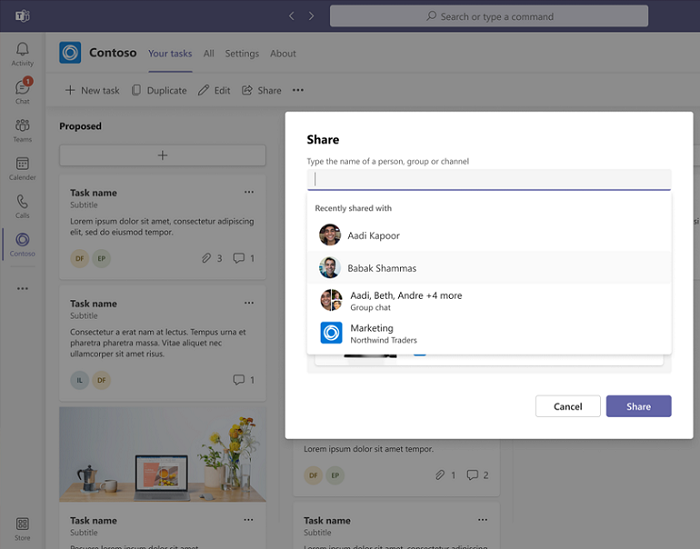 Search or type a command
Activity
1
Chat
Teams
Calender
Calls
Contoso
Store
Contoso
Your tasks
All
Settings
About
New task
Duplicate
Edit
Share
Proposed
Task name
Subtitle
Lorem ipsum dolor sit amet, consectetur adipiscing
elit, sed do eiusmod tempor.
DF
EP
3
1
Task name
Subtitle
Consectetur a erat nam at lectus. Tempus urna et
pharetra pharetra massa. Vitae aliquet nec
ullamcorper sit amet risus.
IL
DF
1
Task name
Subtitle
Share
Type the name of a person, group or channel
Recently shared with
Aadi Kapoor
Babak Shammas
Aadi, Beth, Andre +4 more
Group chat
Marketing
Northwind Traders
Cancel
Share
Lorem ipsum dolor sit amet, consectetur
ipsum dolor sit amet tempor.
DF
EP
1
2
Task name
Subtitle